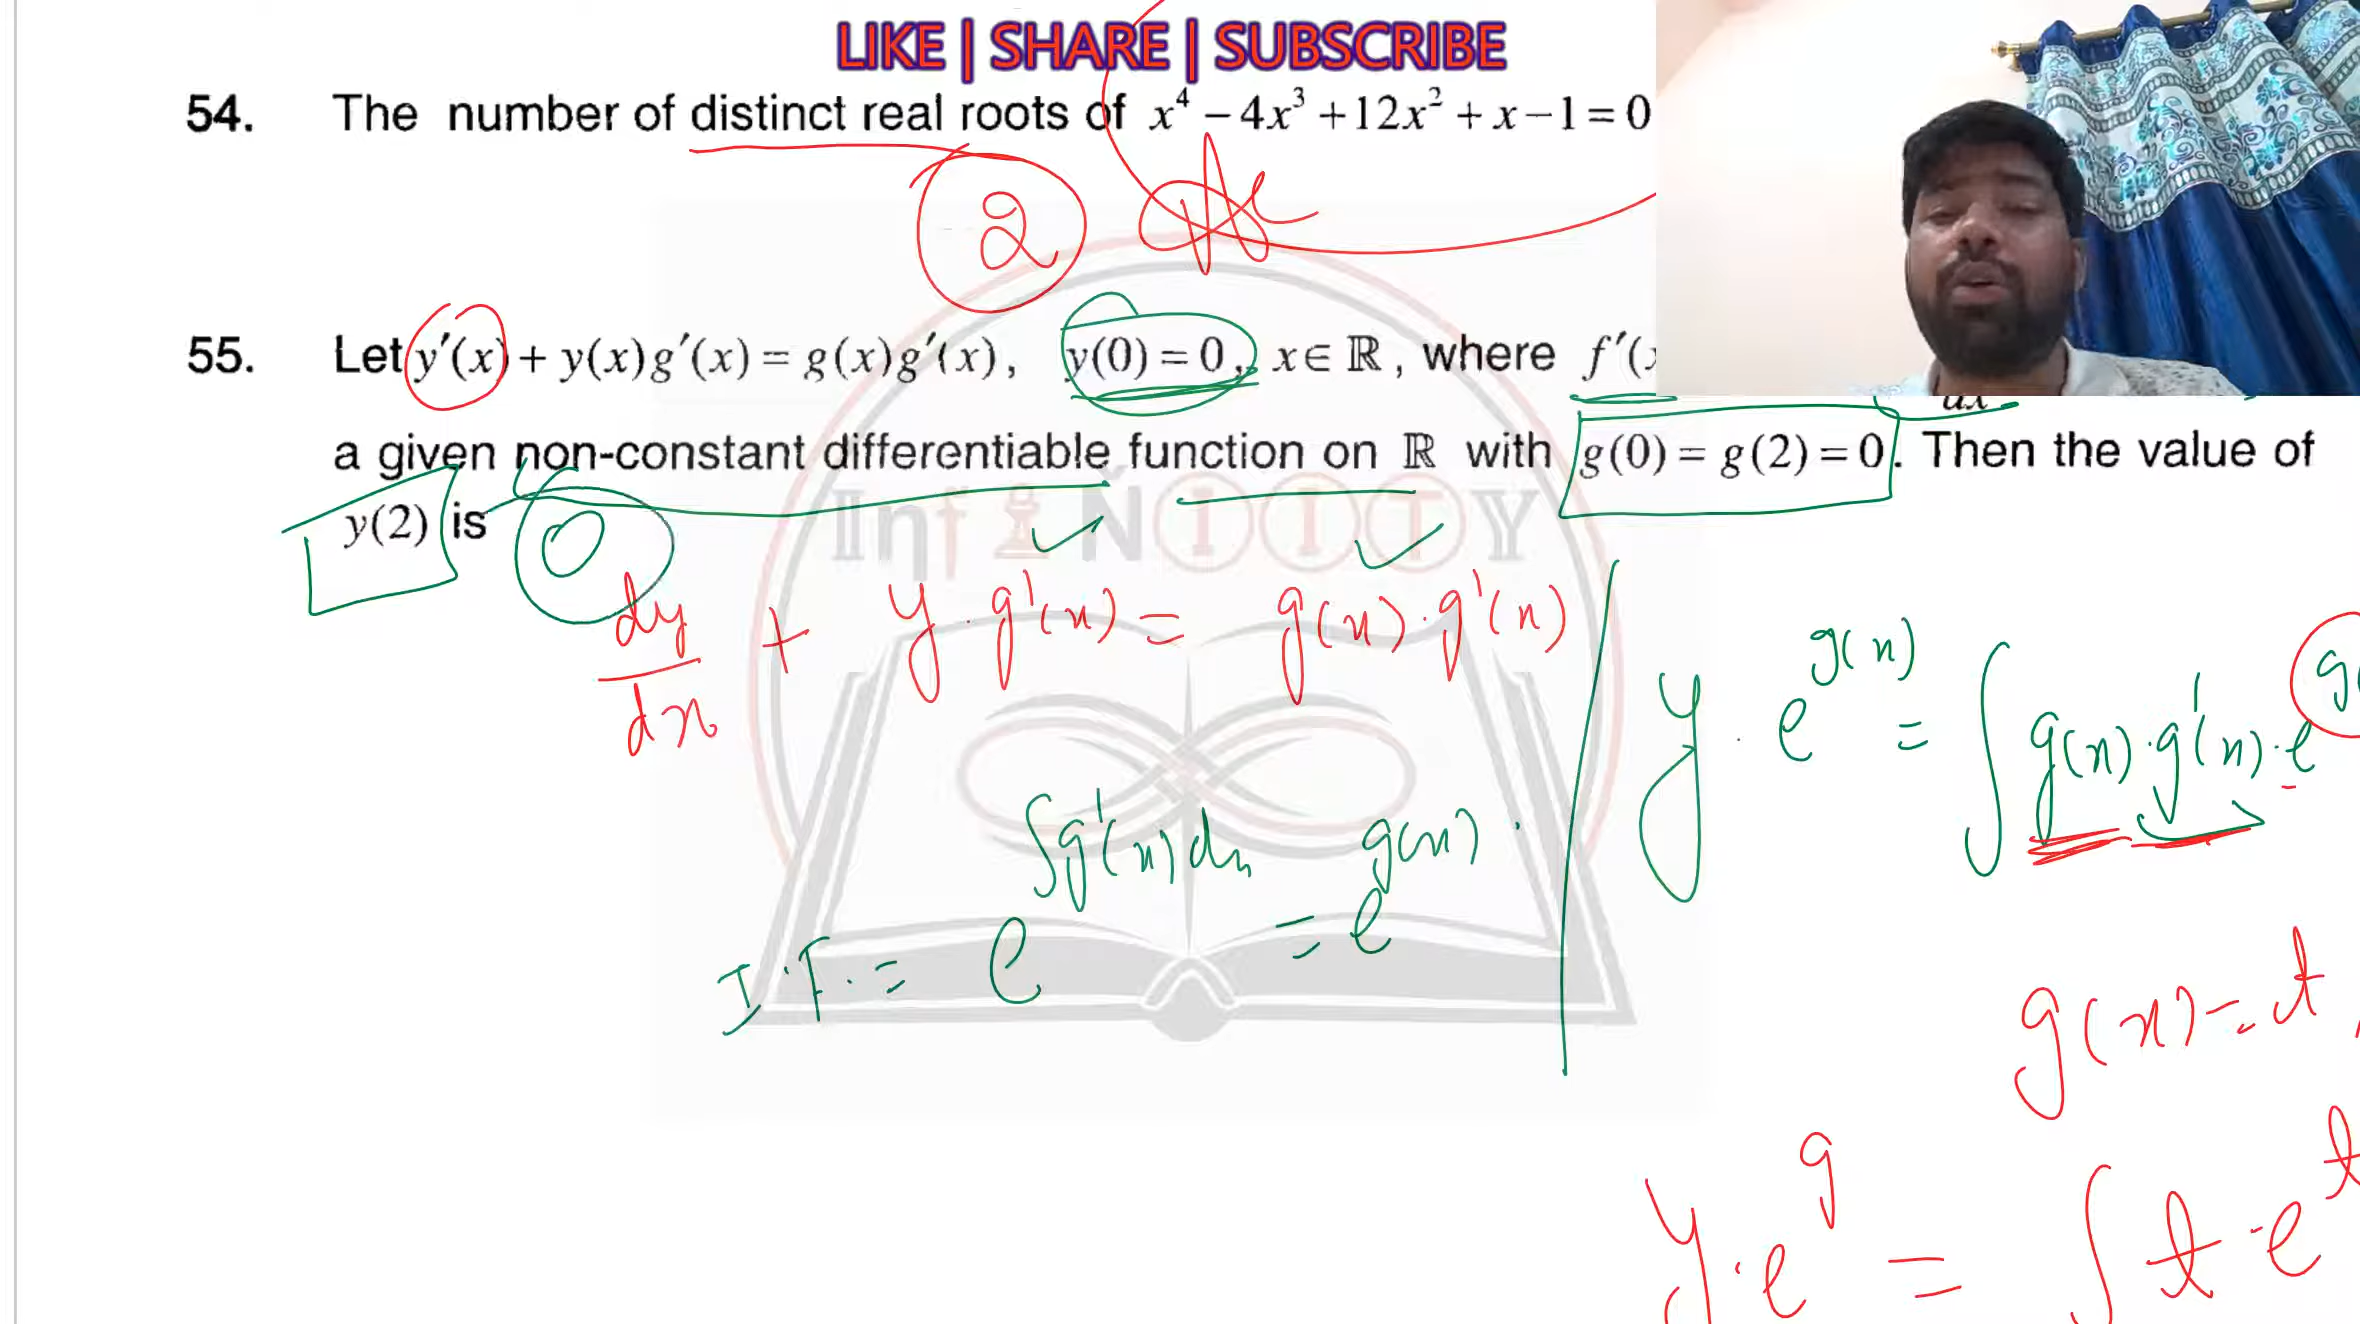 LIKE | SHARE | SUBSCRIBE
54. The number of distinct real roots of x⁴ − 4x³ + 12x² + x − 1 = 0
2
55. Let y′(x) + y(x)g′(x) = g(x)g′(x), y(0) = 0, x ∈ ℝ, where f′(x
dx
a given non-constant differentiable function on ℝ with g(0) = g(2) = 0. Then the value of
y(2) is
0
InfINIITY
dy/dx + y · g'(x) = g(x) · g'(x)
y · e^g(x) = ∫ g(x) · g'(x) · e^g(
I.F. = e^∫g'(x)dx = e^g(x)
g(x) = t,
y · e^g = ∫ t · e^t